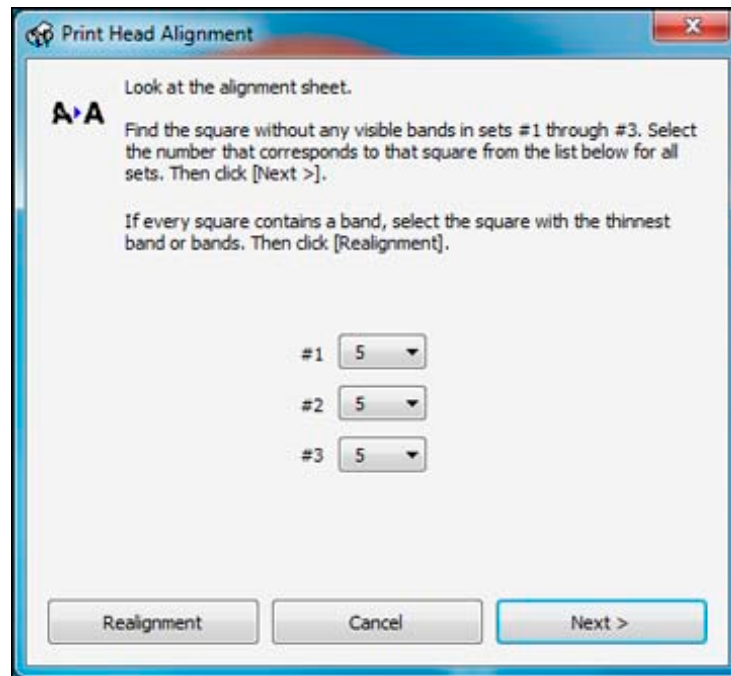 Print Head Alignment
Look at the alignment sheet.
A A
Find the square without any visible bands in sets #1 through #3. Select
the number that corresponds to that square from the list below for all
sets. Then click [Next >].
If every square contains a band, select the square with the thinnest
band or bands. Then click [Realignment].
#1 5
#2 5
#3 5
Realignment Cancel Next >